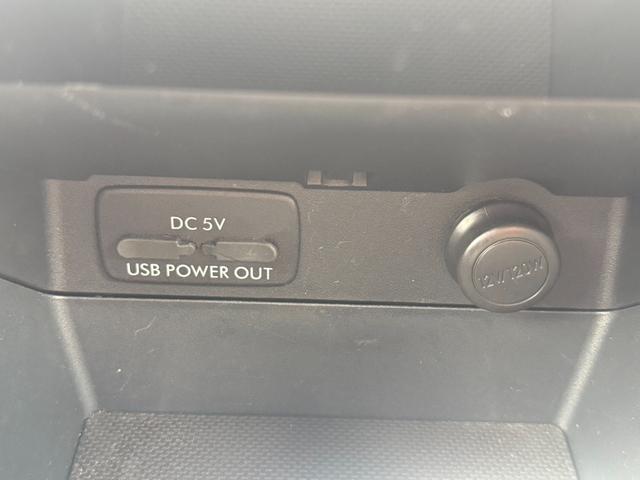 DC 5V
USB POWER OUT
12V/120W